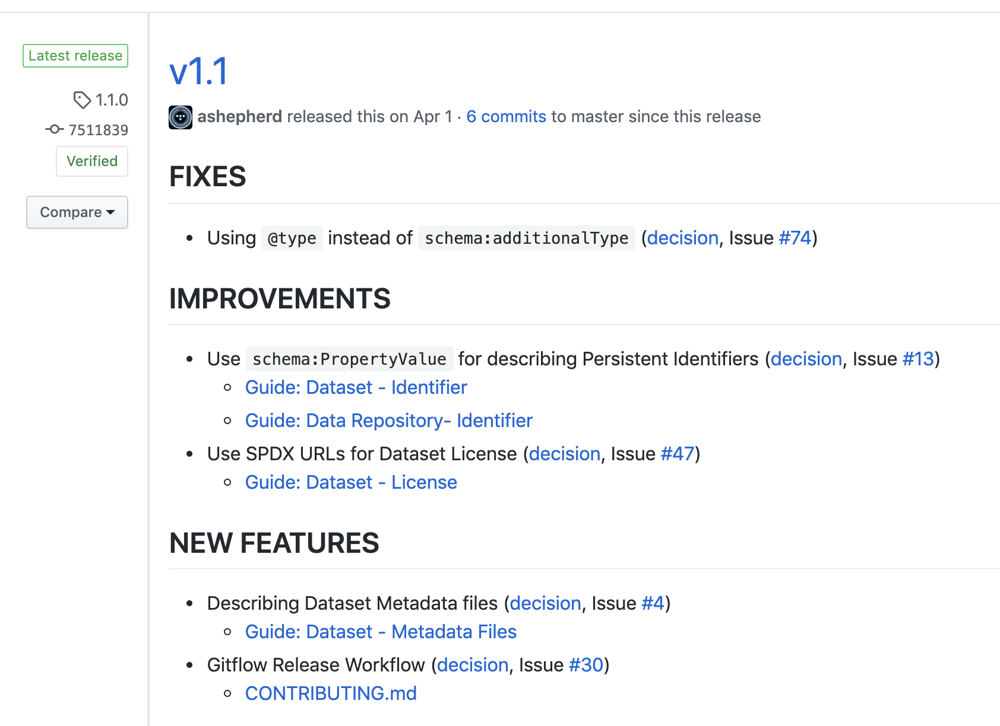 Latest release
1.1.0
7511839
Verified
Compare
v1.1
ashepherd released this on Apr 1 · 6 commits to master since this release
FIXES
• Using @type instead of schema:additionalType (decision, Issue #74)
IMPROVEMENTS
• Use schema:PropertyValue for describing Persistent Identifiers (decision, Issue #13)
◦ Guide: Dataset - Identifier
◦ Guide: Data Repository- Identifier
• Use SPDX URLs for Dataset License (decision, Issue #47)
◦ Guide: Dataset - License
NEW FEATURES
• Describing Dataset Metadata files (decision, Issue #4)
◦ Guide: Dataset - Metadata Files
• Gitflow Release Workflow (decision, Issue #30)
◦ CONTRIBUTING.md